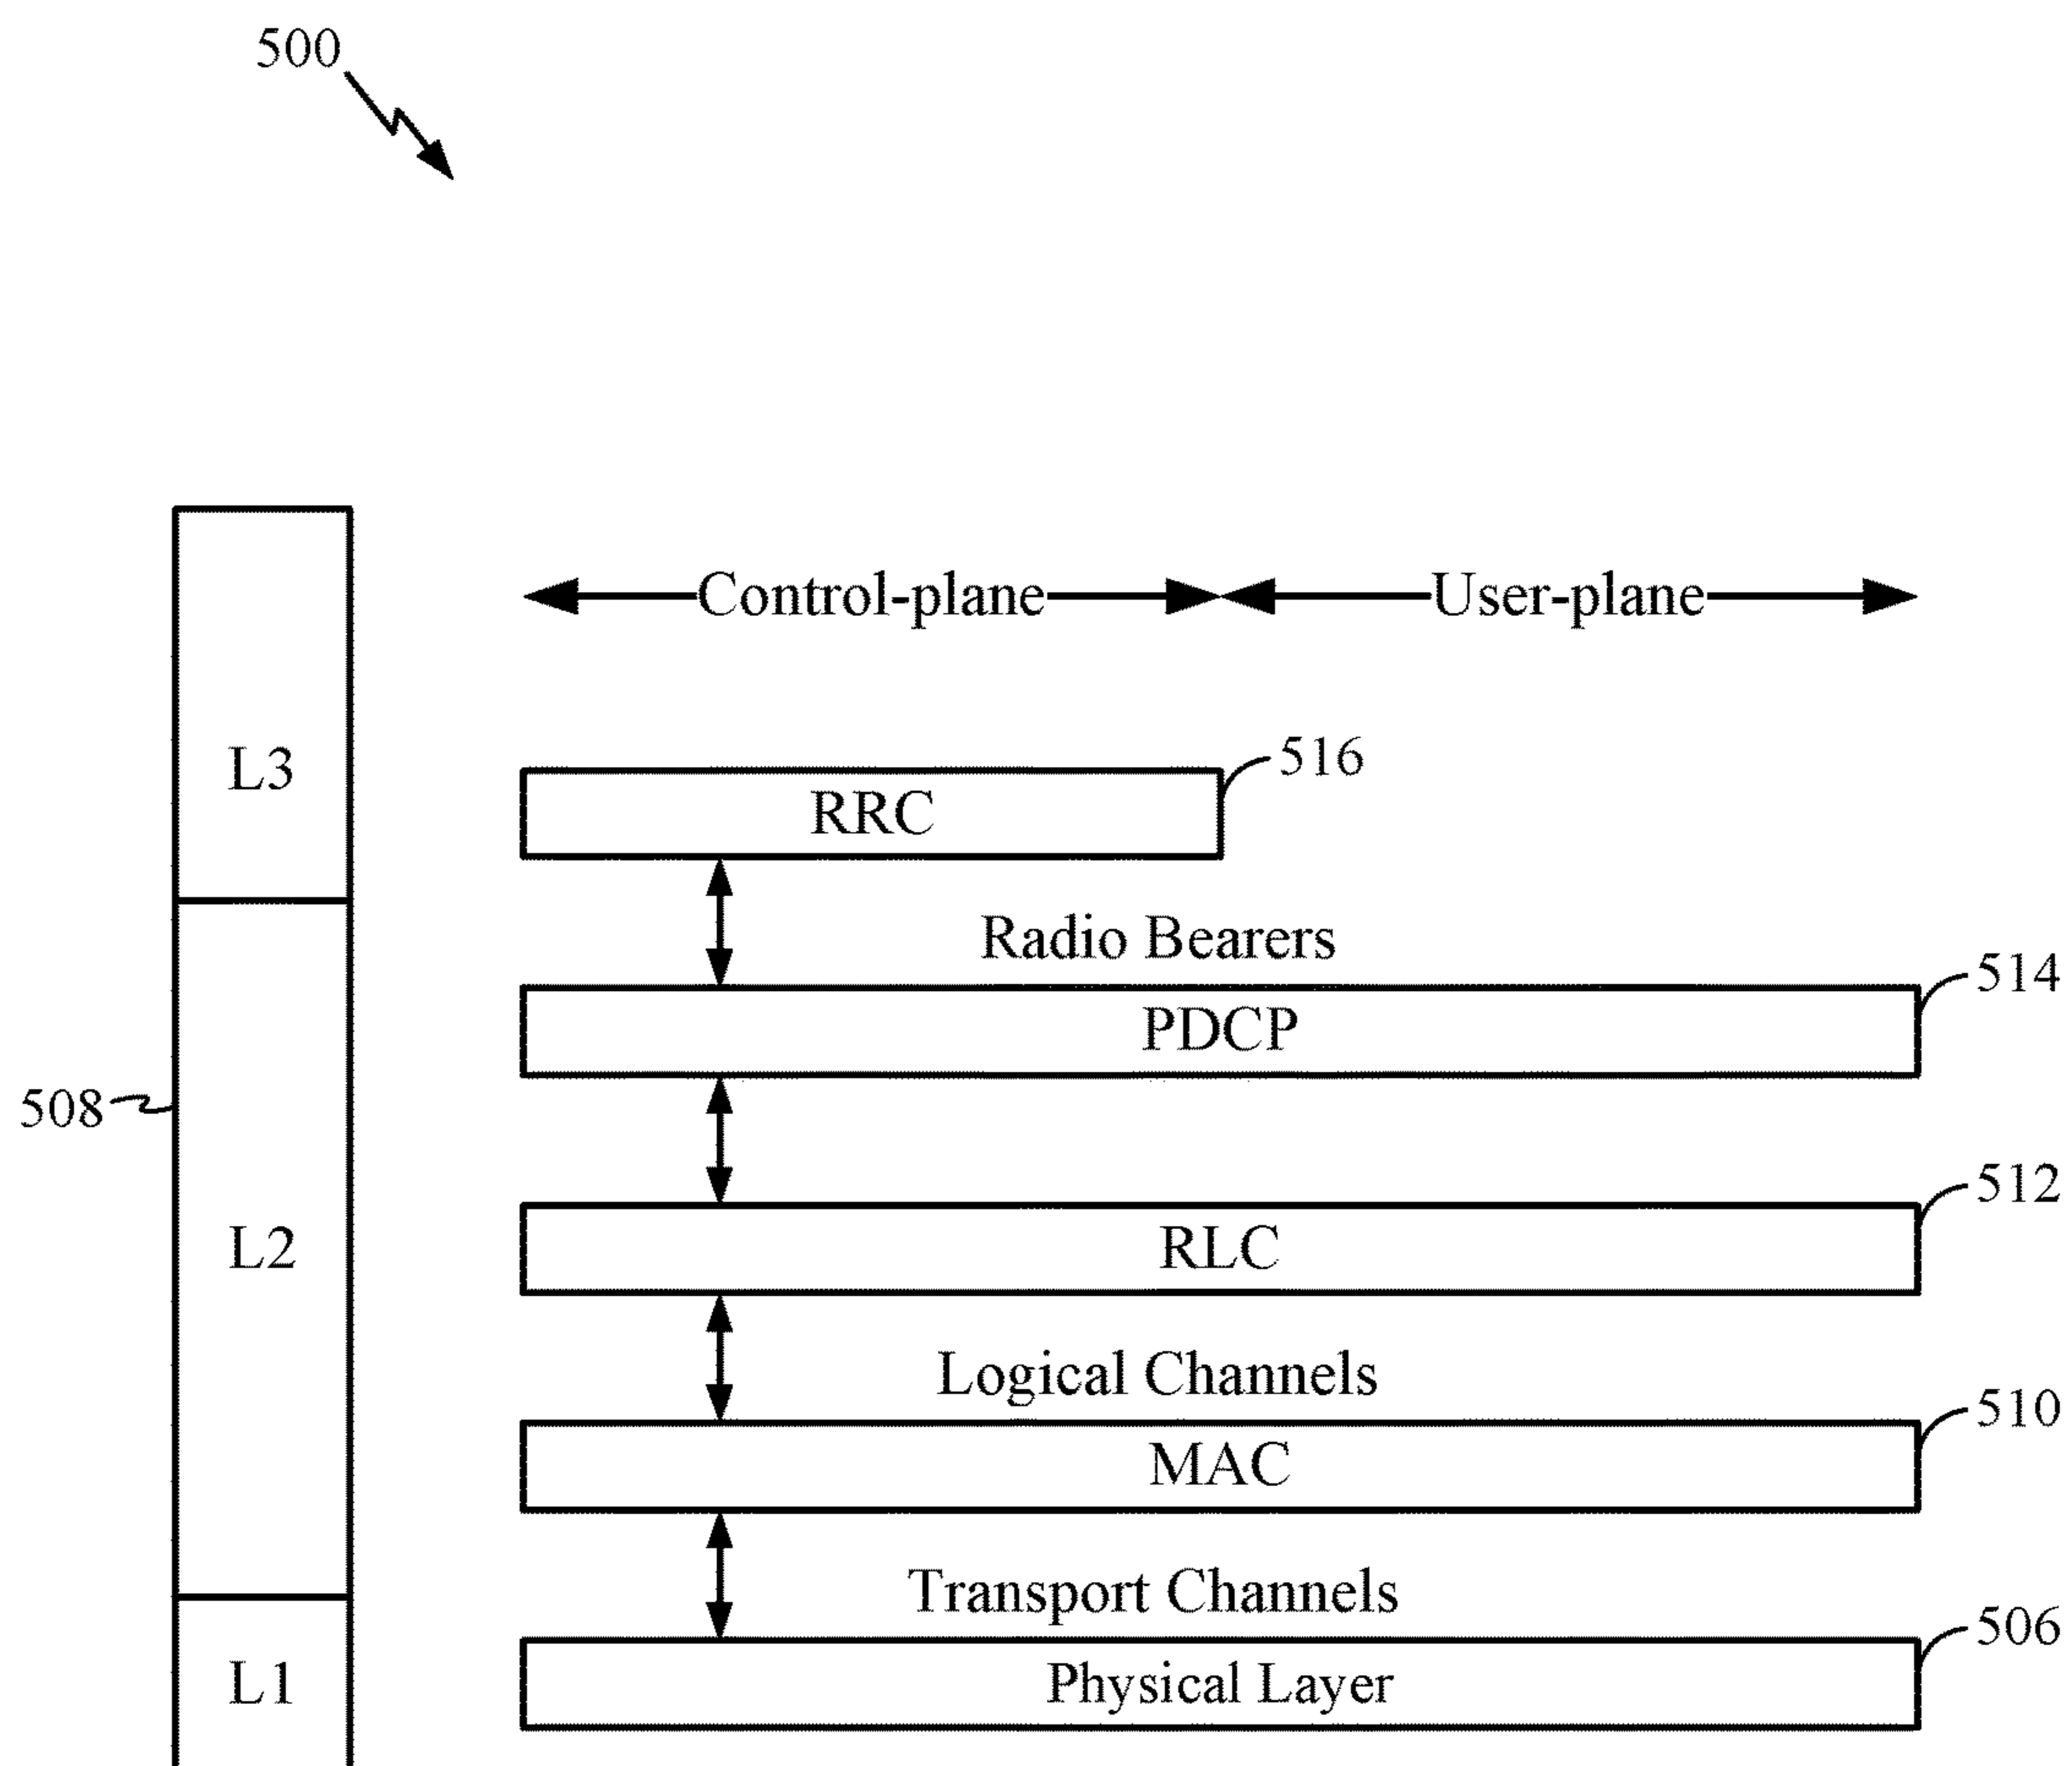 500
Control-plane User-plane
L3
516
RRC
Radio Bearers
514
PDCP
508
512
L2
RLC
Logical Channels
510
MAC
Transport Channels
506
L1
Physical Layer